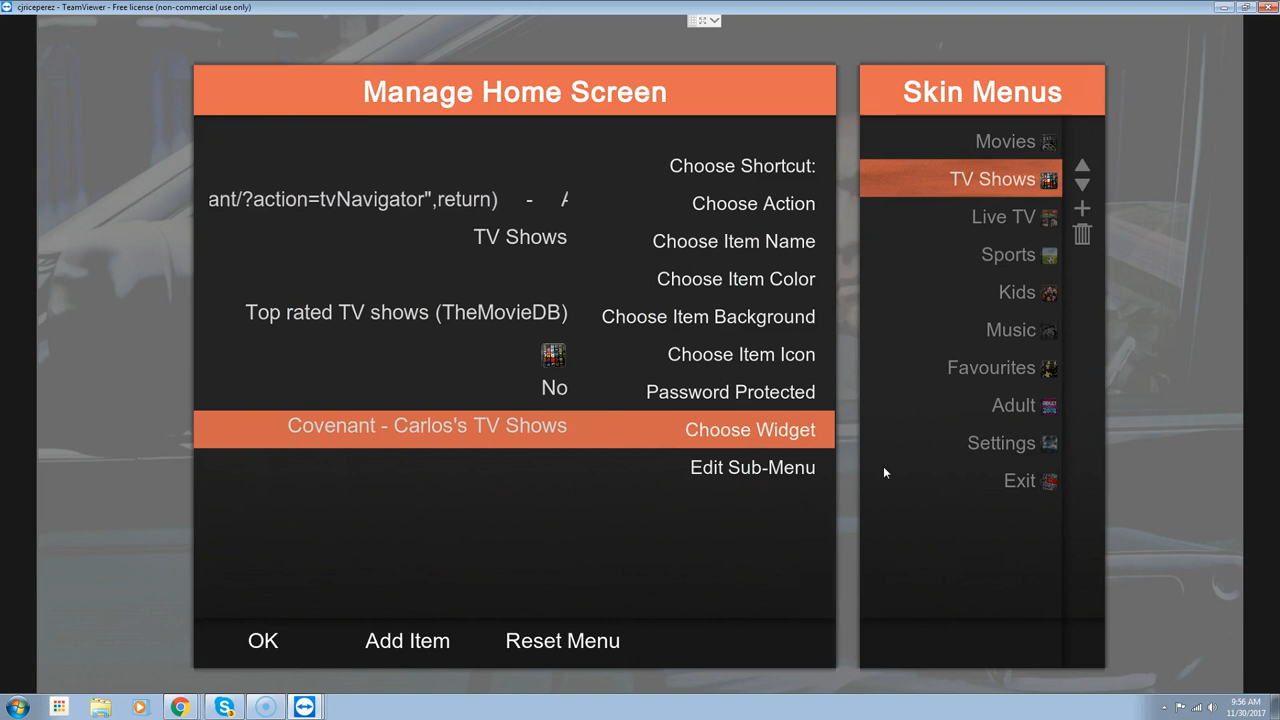 cjriceperez - TeamViewer - Free license (non-commercial use only)
Manage Home Screen
Choose Shortcut:
ant/?action=tvNavigator",return) - A
Choose Action
TV Shows
Choose Item Name
Choose Item Color
Top rated TV shows (TheMovieDB)
Choose Item Background
Choose Item Icon
No
Password Protected
Covenant - Carlos's TV Shows
Choose Widget
Edit Sub-Menu
OK
Add Item
Reset Menu
Skin Menus
Movies
TV Shows
Live TV
Sports
Kids
Music
Favourites
Adult
Settings
Exit
9:56 AM
11/30/2017